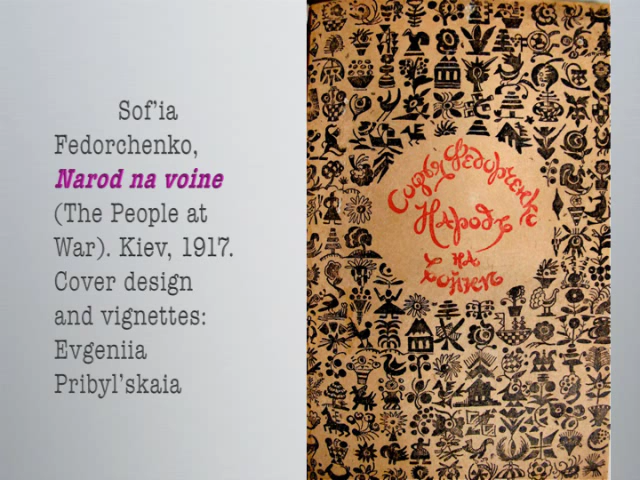 Sof'ia
Fedorchenko,
Narod na voine
(The People at
War). Kiev, 1917.
Cover design
and vignettes:
Evgeniia
Pribyl'skaia
Софья Федорченко
Народъ
на
войнѣ